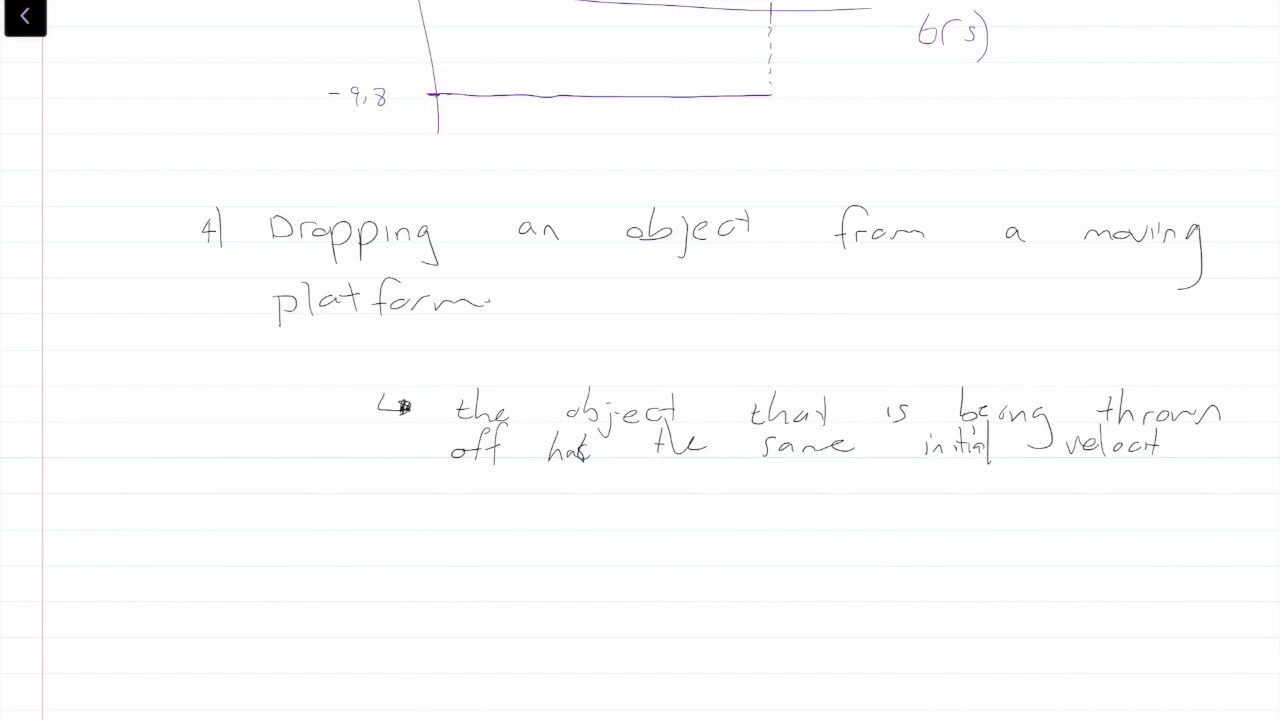 t(s)
-9,8
4) Dropping an object from a moving
platform.
↳ the object that is being thrown
off has the same initial velocit